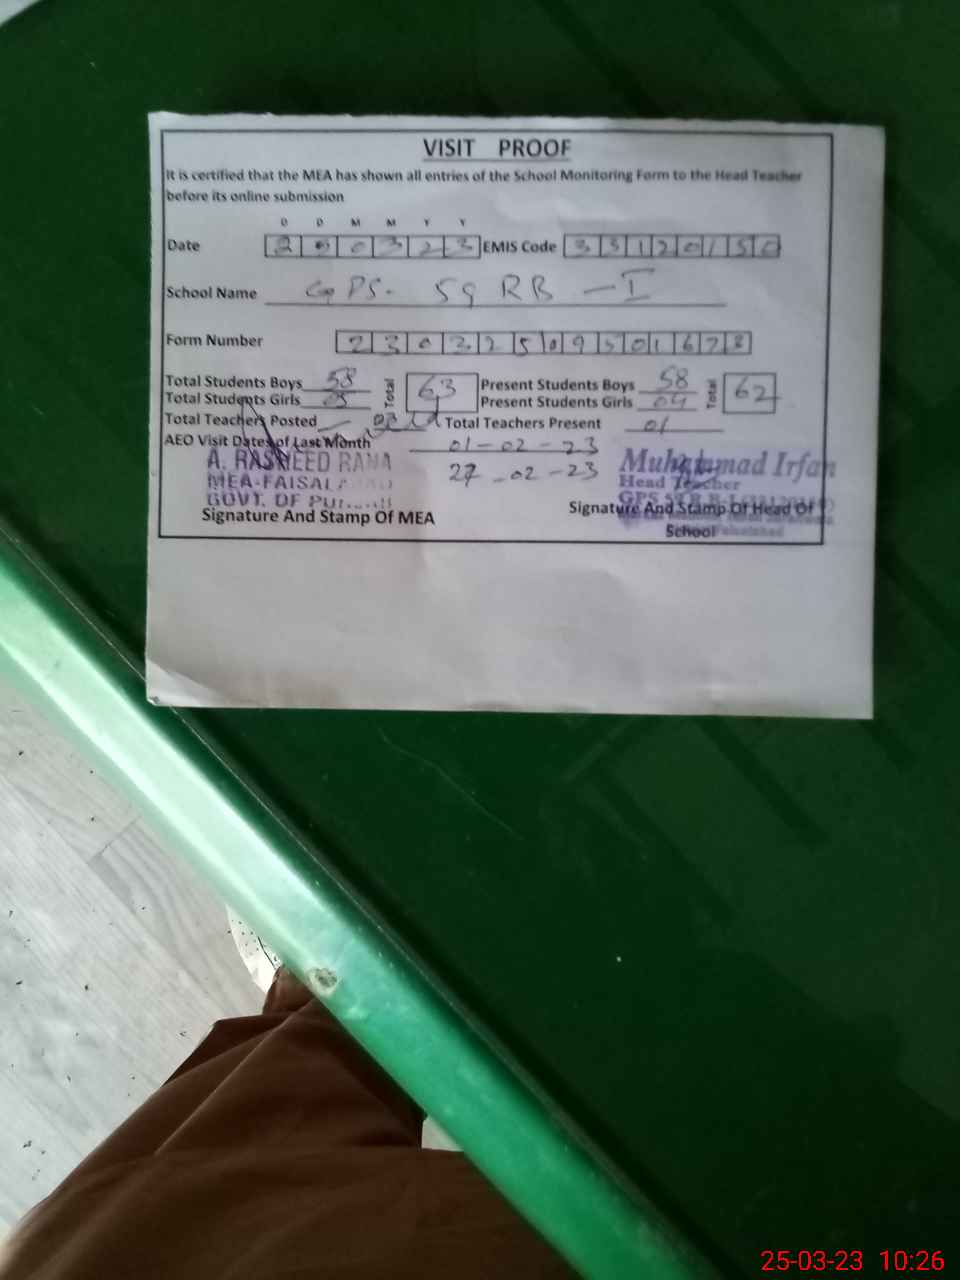 VISIT PROOF
It is certified that the MEA has shown all entries of the School Monitoring Form to the Head Teacher
before its online submission
D D M M Y Y
Date 2 5 0 3 2 3 EMIS Code 3 3 1 2 0 1 5 0
School Name GPS- 59 RB - I
Form Number 2 3 0 3 2 5 0 9 5 0 1 6 7 8
Total Students Boys 58 Total 63 Present Students Boys 58 Total 62
Total Students Girls 05 Present Students Girls 04
Total Teachers Posted 02 Total Teachers Present 01
AEO Visit Dates of Last Month 01-02-23
27-02-23
A. RASHEED RANA
MEA-FAISALABAD
GOVT. OF PUNJAB
Signature And Stamp Of MEA
Muhammad Irfan
Head Teacher
Signature And Stamp Of Head Of
School
25-03-23 10:26